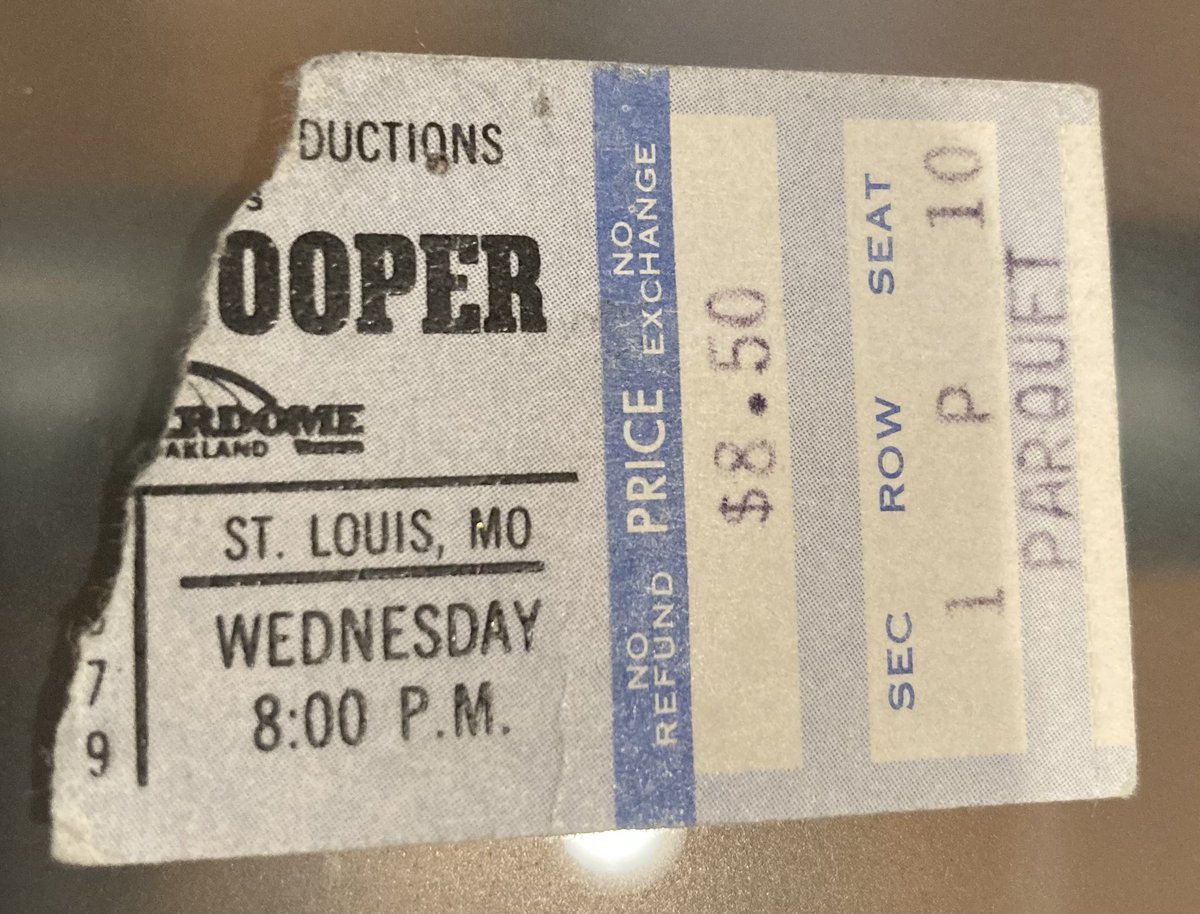 DUCTIONS
S
OOPER
ERDOME
AKLAND
ST. LOUIS, MO
WEDNESDAY
8:00 P.M.
7
9
NO REFUND PRICE NO EXCHANGE
$8.50
SEC ROW SEAT
1 P 10
PARQUET